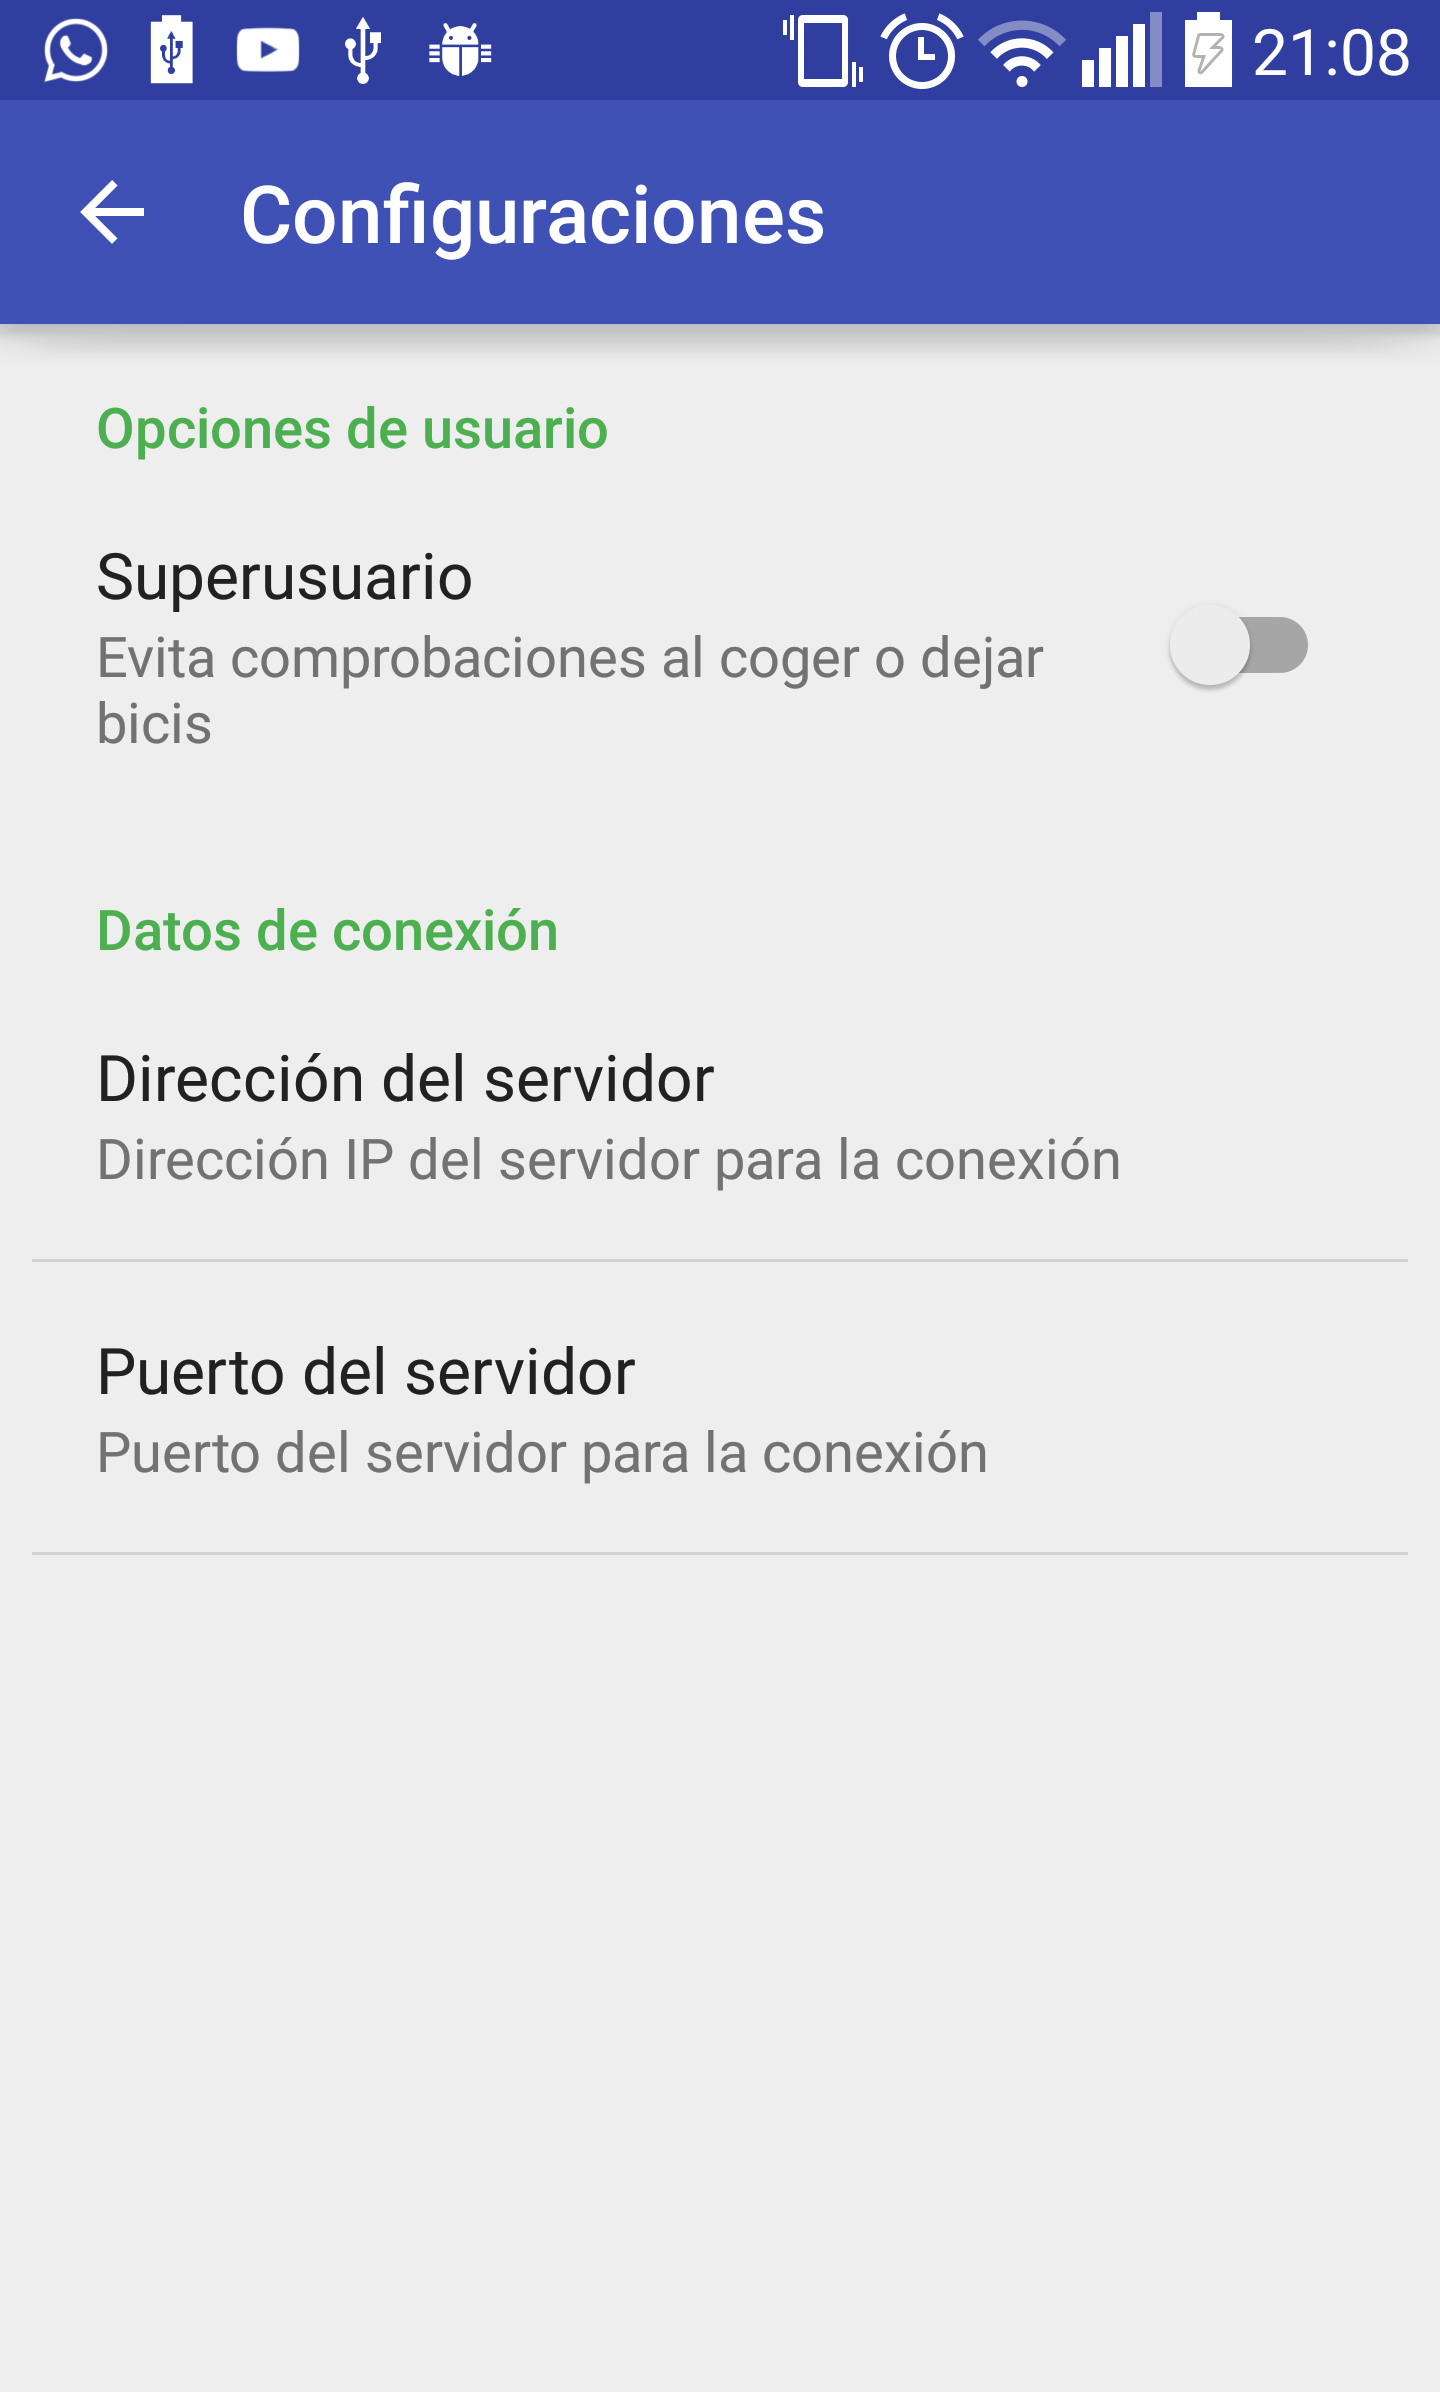 21:08
Configuraciones
Opciones de usuario
Superusuario
Evita comprobaciones al coger o dejar
bicis
Datos de conexión
Dirección del servidor
Dirección IP del servidor para la conexión
Puerto del servidor
Puerto del servidor para la conexión